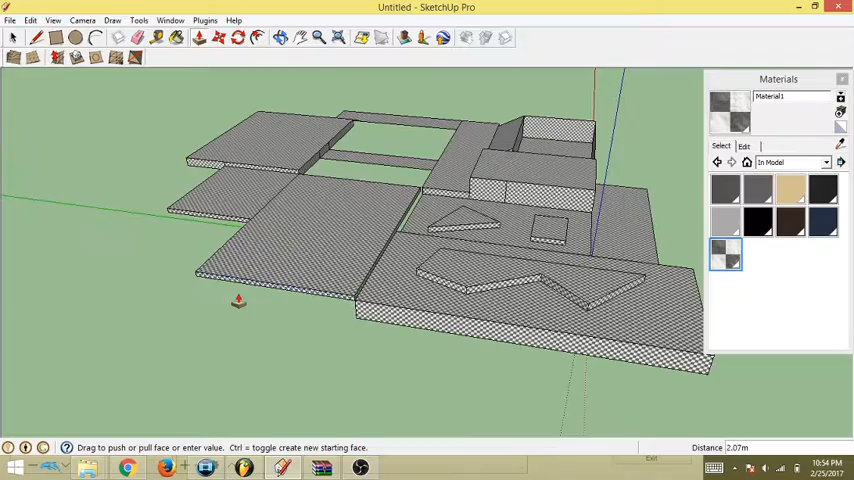 Untitled - SketchUp Pro
File Edit View Camera Draw Tools Window Plugins Help
Materials
Material1
Select Edit
In Model
Drag to push or pull face or enter value. Ctrl = toggle create new starting face.
Distance 2.07m
Exit
10:54 PM
2/25/2017